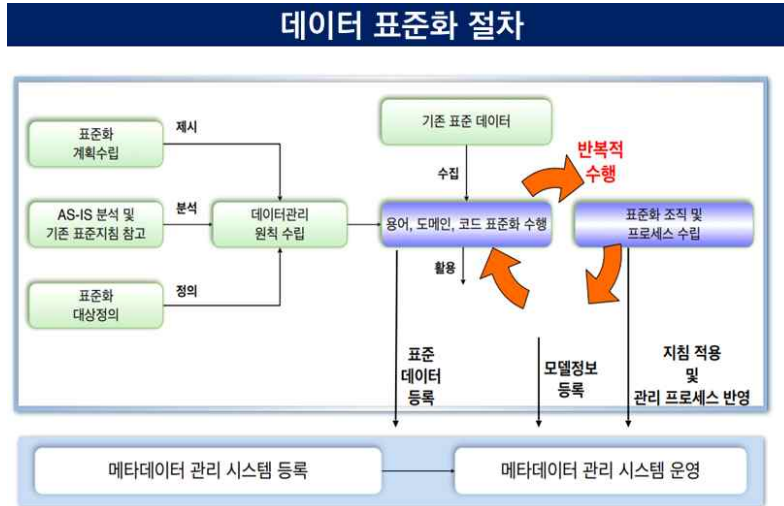 데이터 표준화 절차
표준화
계획수립
제시
기존 표준 데이터
반복적
수행
수집
AS-IS 분석 및
기존 표준지침 참고
분석
데이터관리
원칙 수립
용어, 도메인, 코드 표준화 수행
표준화 조직 및
프로세스 수립
활용
표준화
대상정의
정의
표준
데이터
등록
모델정보
등록
지침 적용
및
관리 프로세스 반영
메타데이터 관리 시스템 등록
메타데이터 관리 시스템 운영